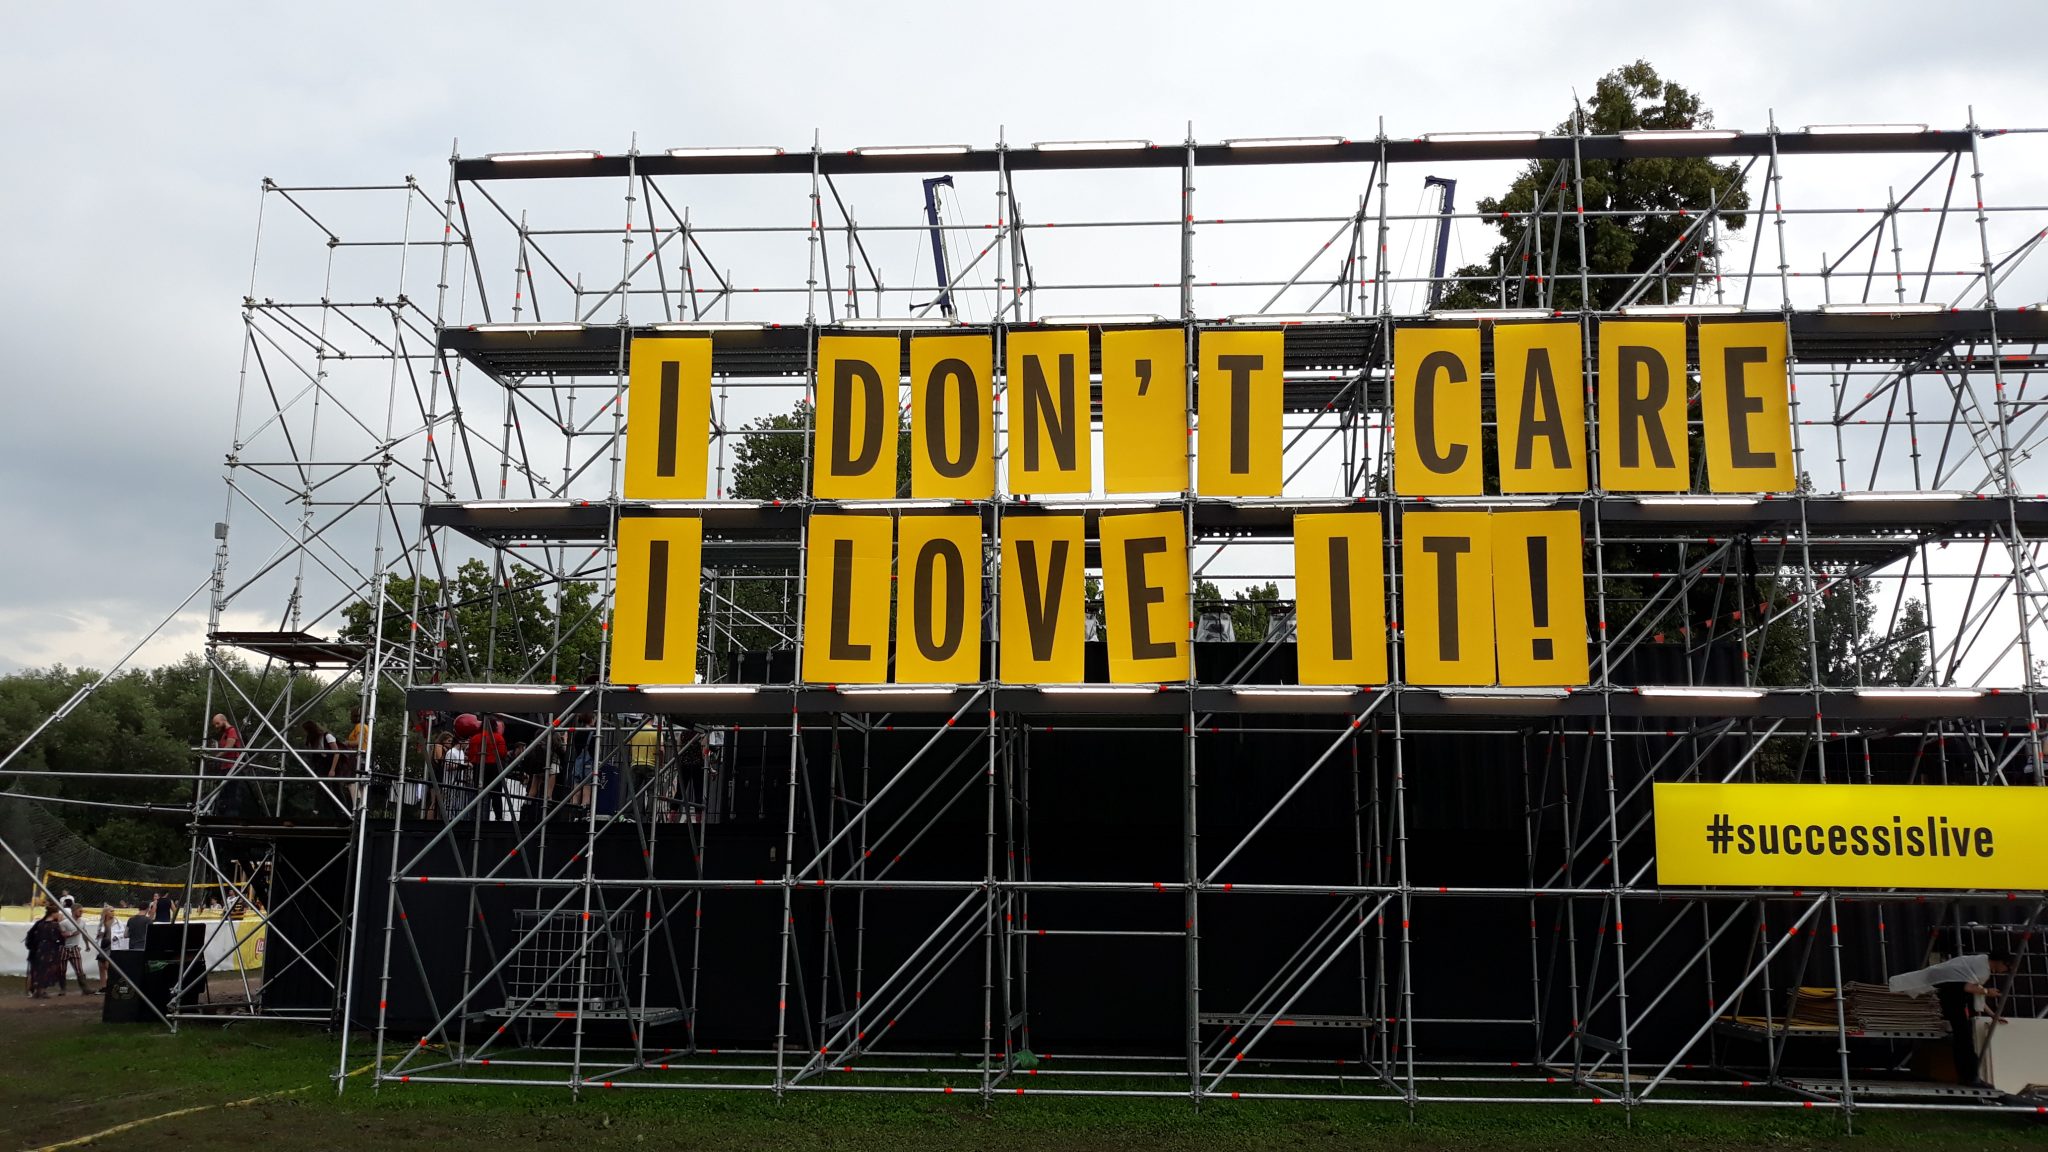 I DON'T CARE
I LOVE IT!
#successislive